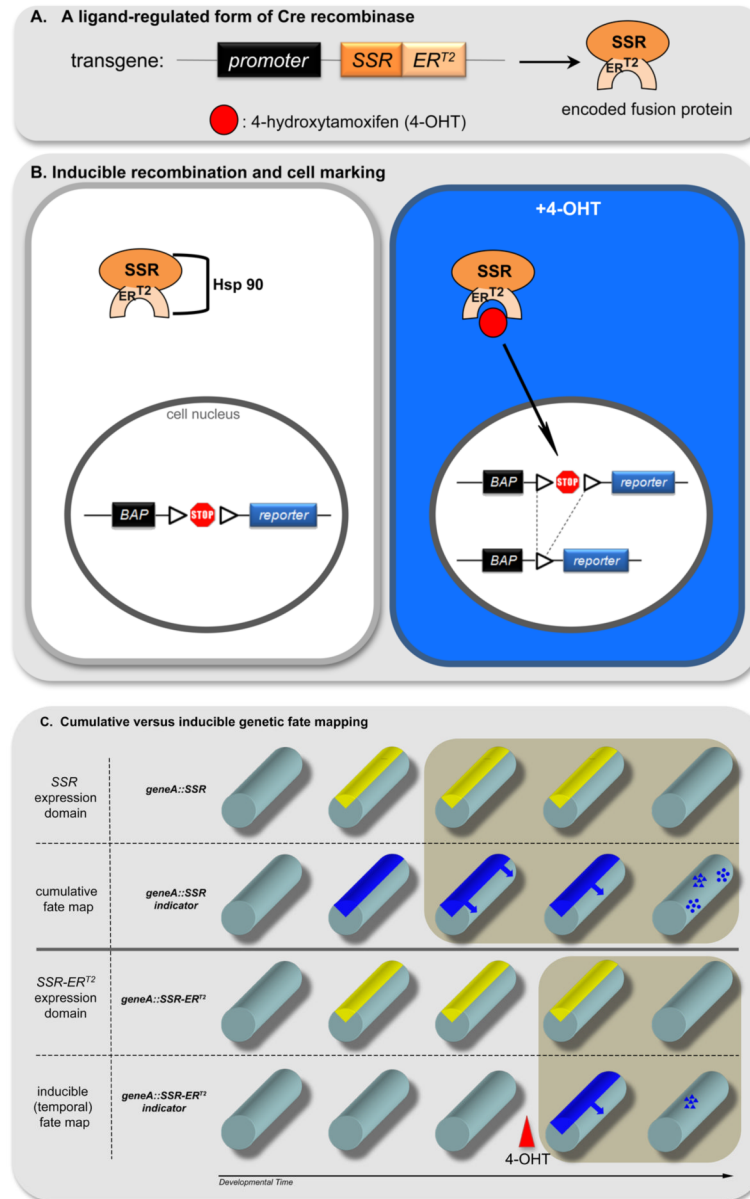 A. A ligand-regulated form of Cre recombinase
transgene:
promoter
SSR
ER^T2
SSR
ER^T2
encoded fusion protein
: 4-hydroxytamoxifen (4-OHT)
B. Inducible recombination and cell marking
SSR
ER^T2
Hsp 90
cell nucleus
BAP
STOP
reporter
+4-OHT
SSR
ER^T2
BAP
STOP
reporter
BAP
reporter
C. Cumulative versus inducible genetic fate mapping
SSR
expression
domain
geneA::SSR
cumulative
fate map
geneA::SSR
indicator
SSR-ER^T2
expression
domain
geneA::SSR-ER^T2
inducible
(temporal)
fate map
geneA::SSR-ER^T2
indicator
4-OHT
Developmental Time